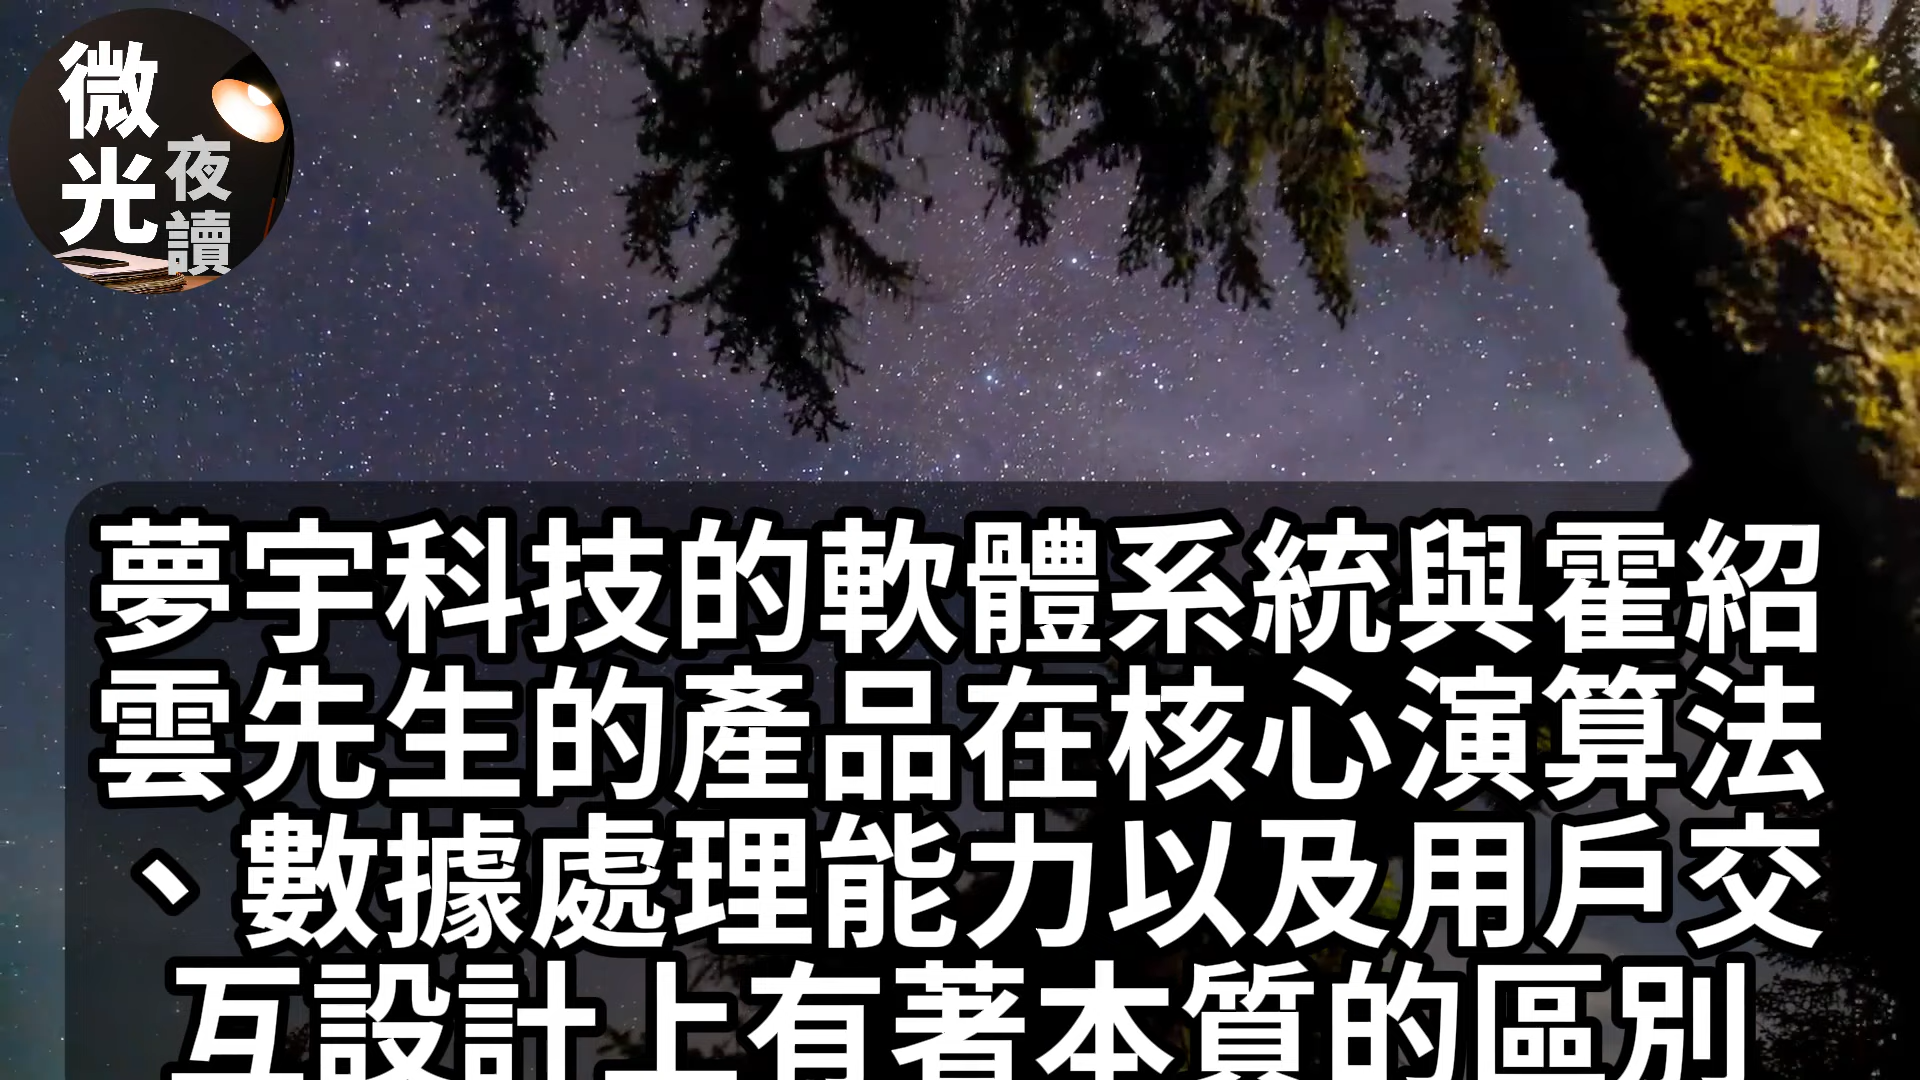 微光
夜讀
夢宇科技的軟體系統與霍紹
雲先生的產品在核心演算法
、數據處理能力以及用戶交
互設計上有著本質的區別